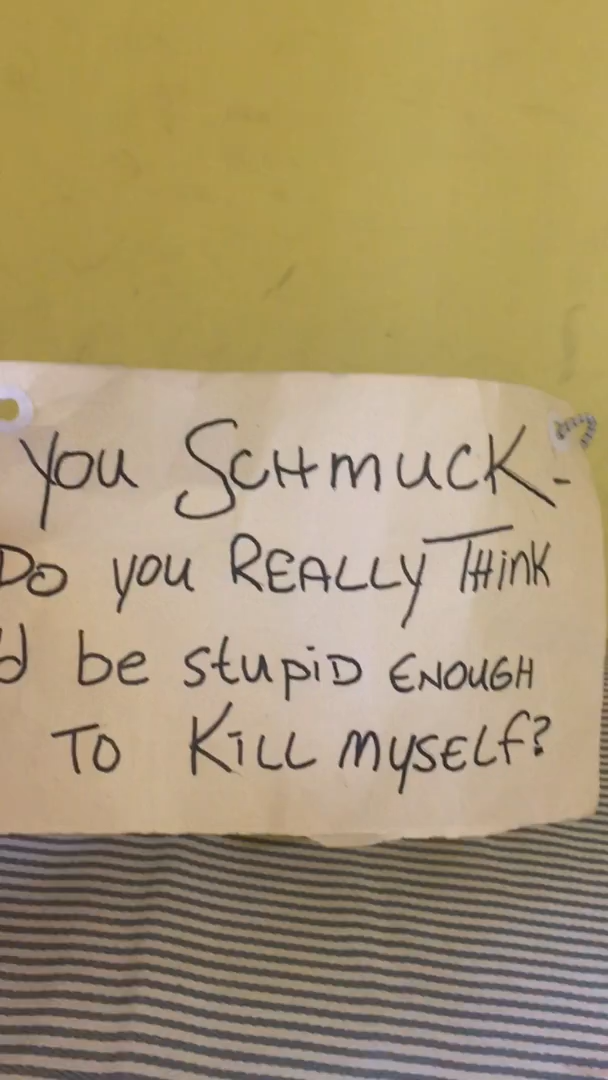 You SCHMUCK-
Do you REALLY THINK
'd be stupiD ENOUGH
TO KiLL MYSELf?